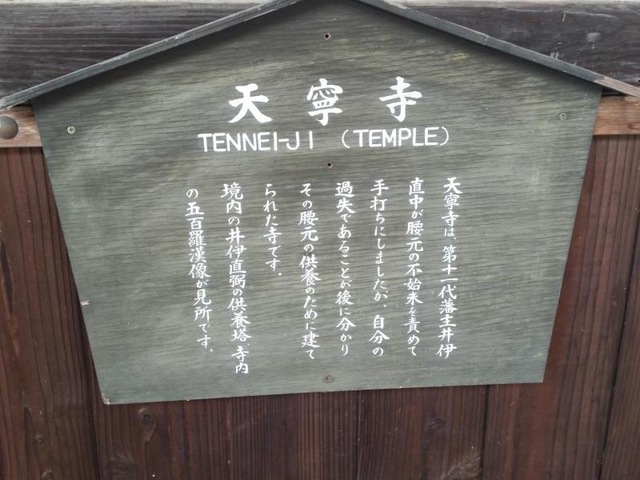 天寧寺
TENNEI-JI (TEMPLE)
天寧寺は、第十一代藩主井伊
直中が腰元の不始末を責めて
手打ちにしましたが、自分の
過失であることが後に分かり
その腰元の供養のために建て
られた寺です。
境内の井伊直弼の供養塔 寺内
の五百羅漢像が見所です。